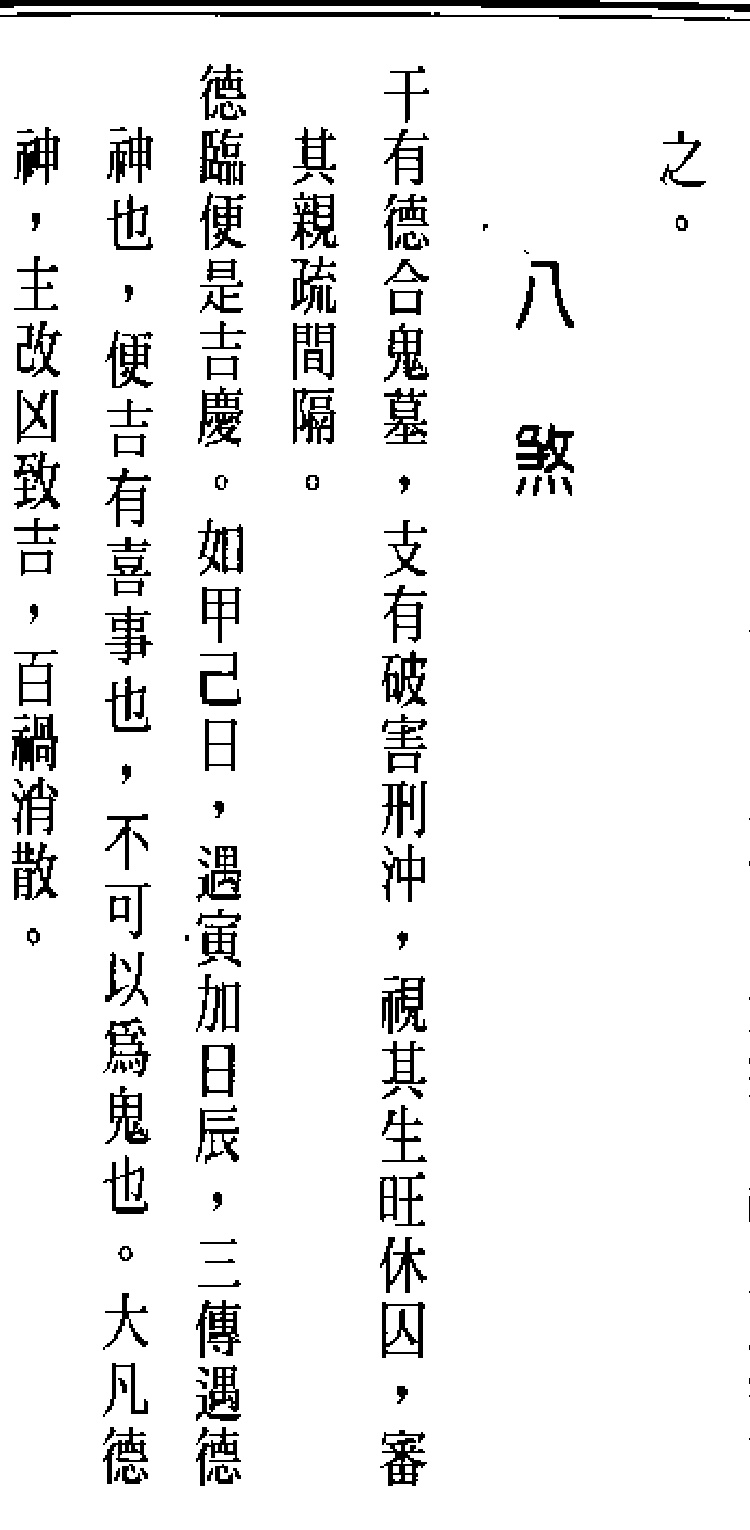 之。
八煞
干有德合鬼墓，支有破害刑沖，視其生旺休囚，審
其親疏間隔。
德臨便是吉慶。如甲己日，遇寅加日辰，三傳遇德
神也，便吉有喜事也，不可以為鬼也。大凡德
神，主改凶致吉，百禍消散。